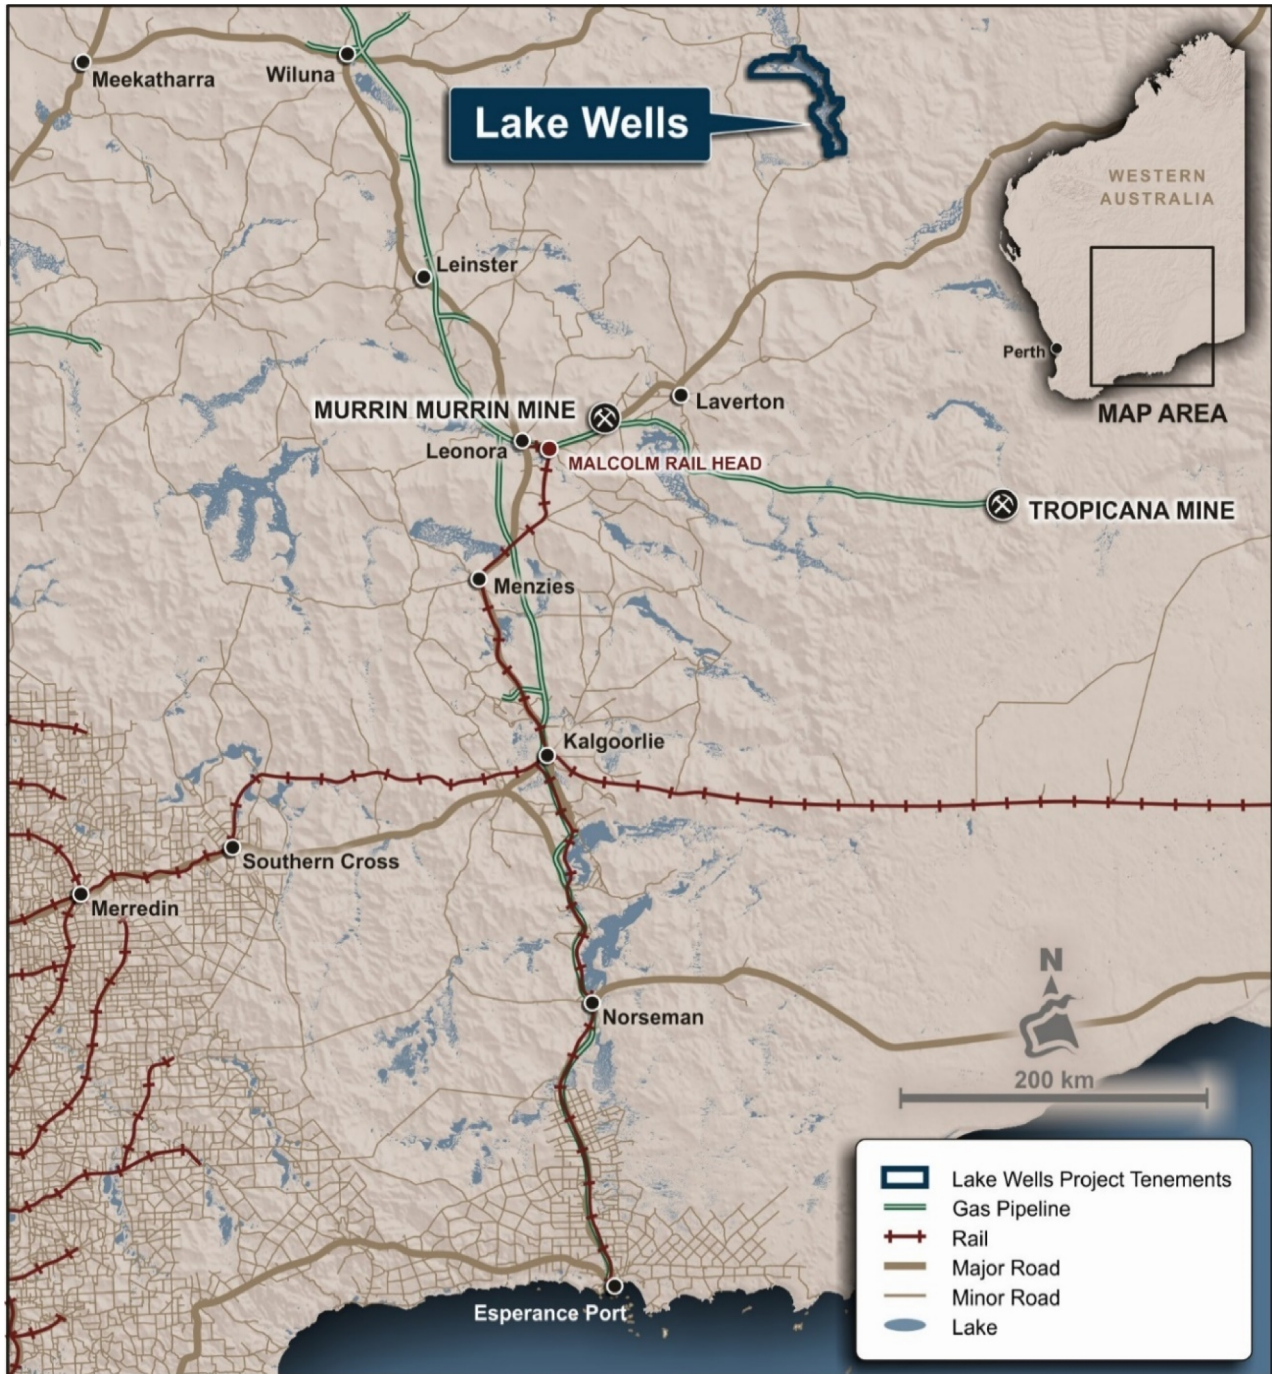 Meekatharra
Wiluna
Lake Wells
WESTERN
AUSTRALIA
Leinster
Perth
MAP AREA
MURRIN MURRIN MINE
Laverton
Leonora
MALCOLM RAIL HEAD
TROPICANA MINE
Menzies
Kalgoorlie
Southern Cross
Merredin
N
Norseman
200 km
Esperance Port
Lake Wells Project Tenements
Gas Pipeline
Rail
Major Road
Minor Road
Lake